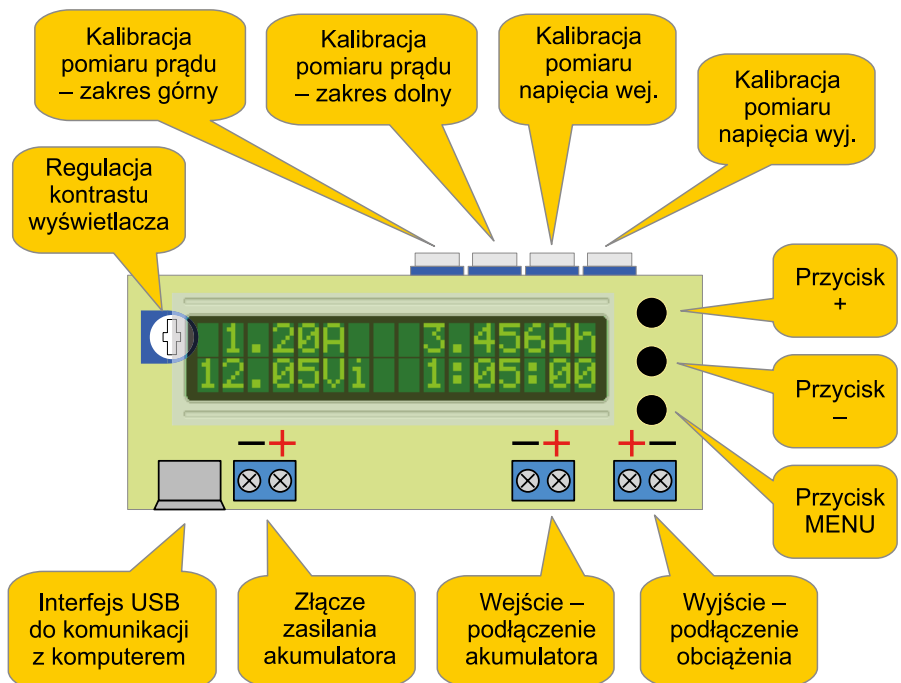 Kalibracja
pomiaru prądu
– zakres górny
Kalibracja
pomiaru prądu
– zakres dolny
Kalibracja
pomiaru
napięcia wej.
Kalibracja
pomiaru
napięcia wyj.
Regulacja
kontrastu
wyświetlacza
Przycisk
+
1.20A 3.456Ah
12.05Vi 1:05:00
Przycisk
–
Przycisk
MENU
– +
– +
+ –
Interfejs USB
do komunikacji
z komputerem
Złącze
zasilania
akumulatora
Wejście –
podłączenie
akumulatora
Wyjście –
podłączenie
obciążenia